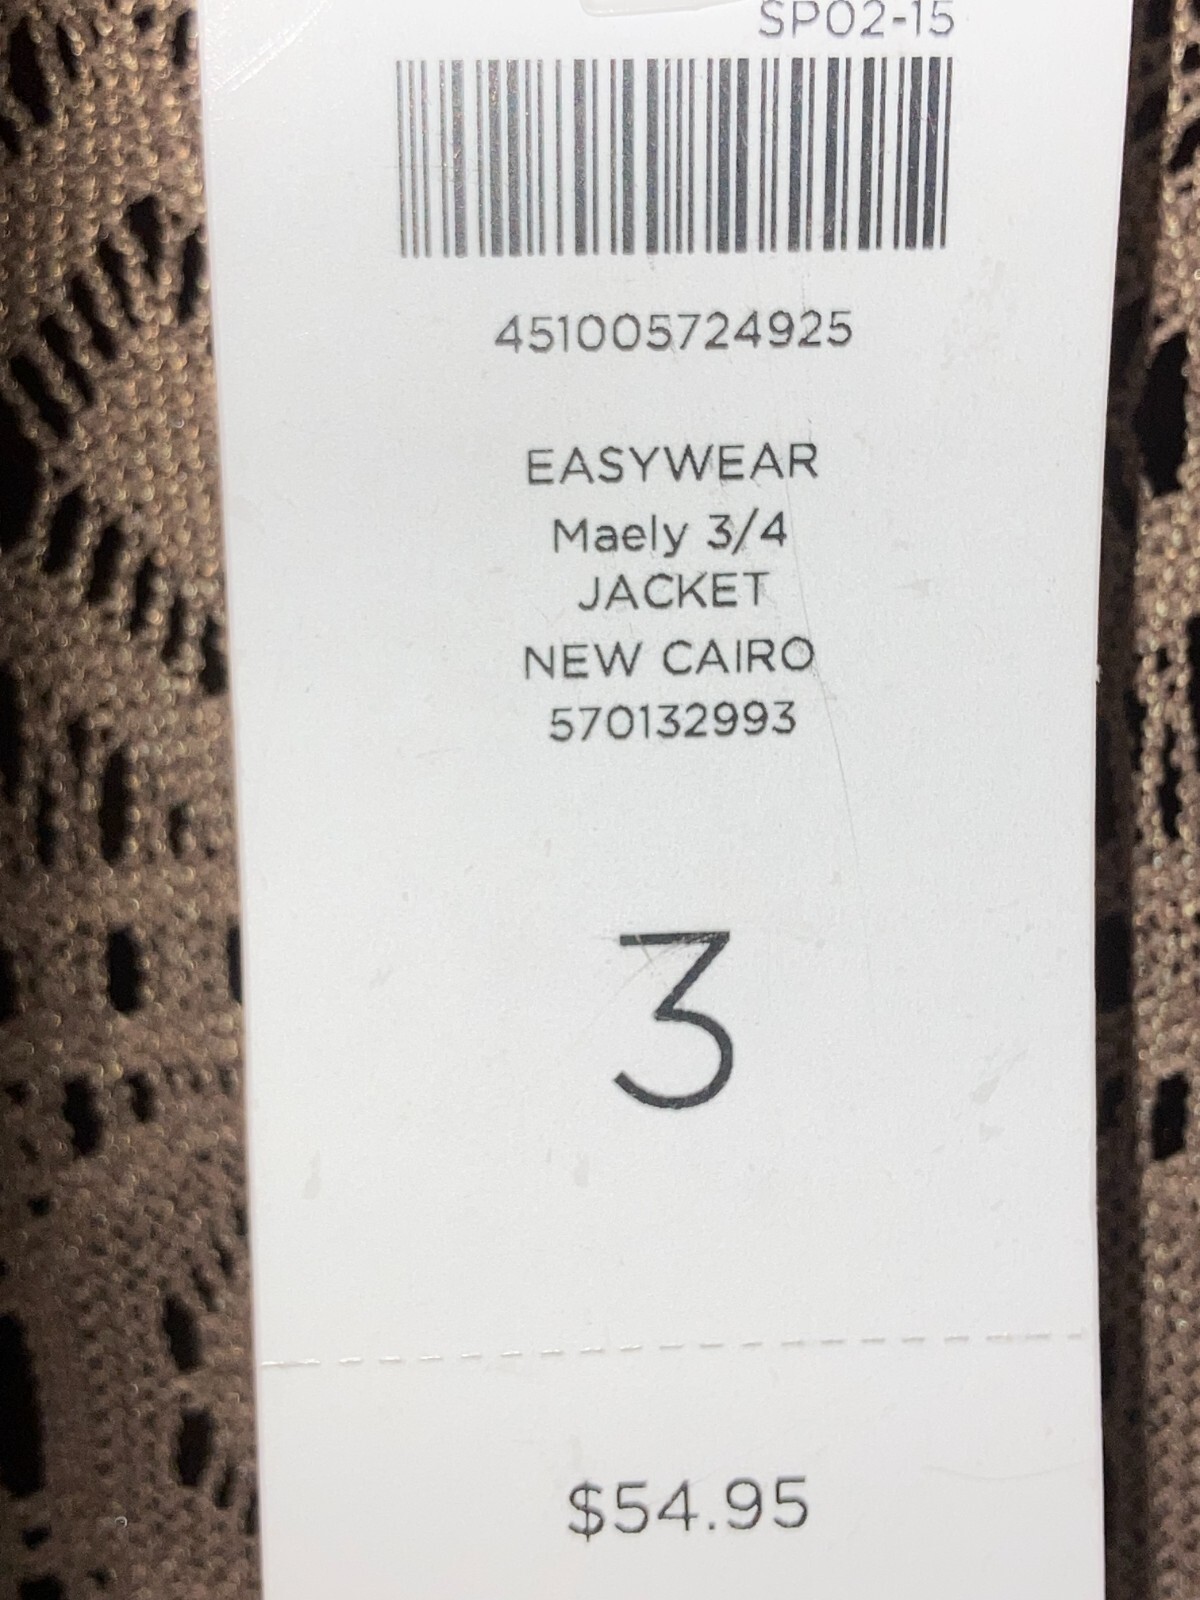 SP02-15
451005724925
EASYWEAR
Maely 3/4
JACKET
NEW CAIRO
570132993
3
$54.95